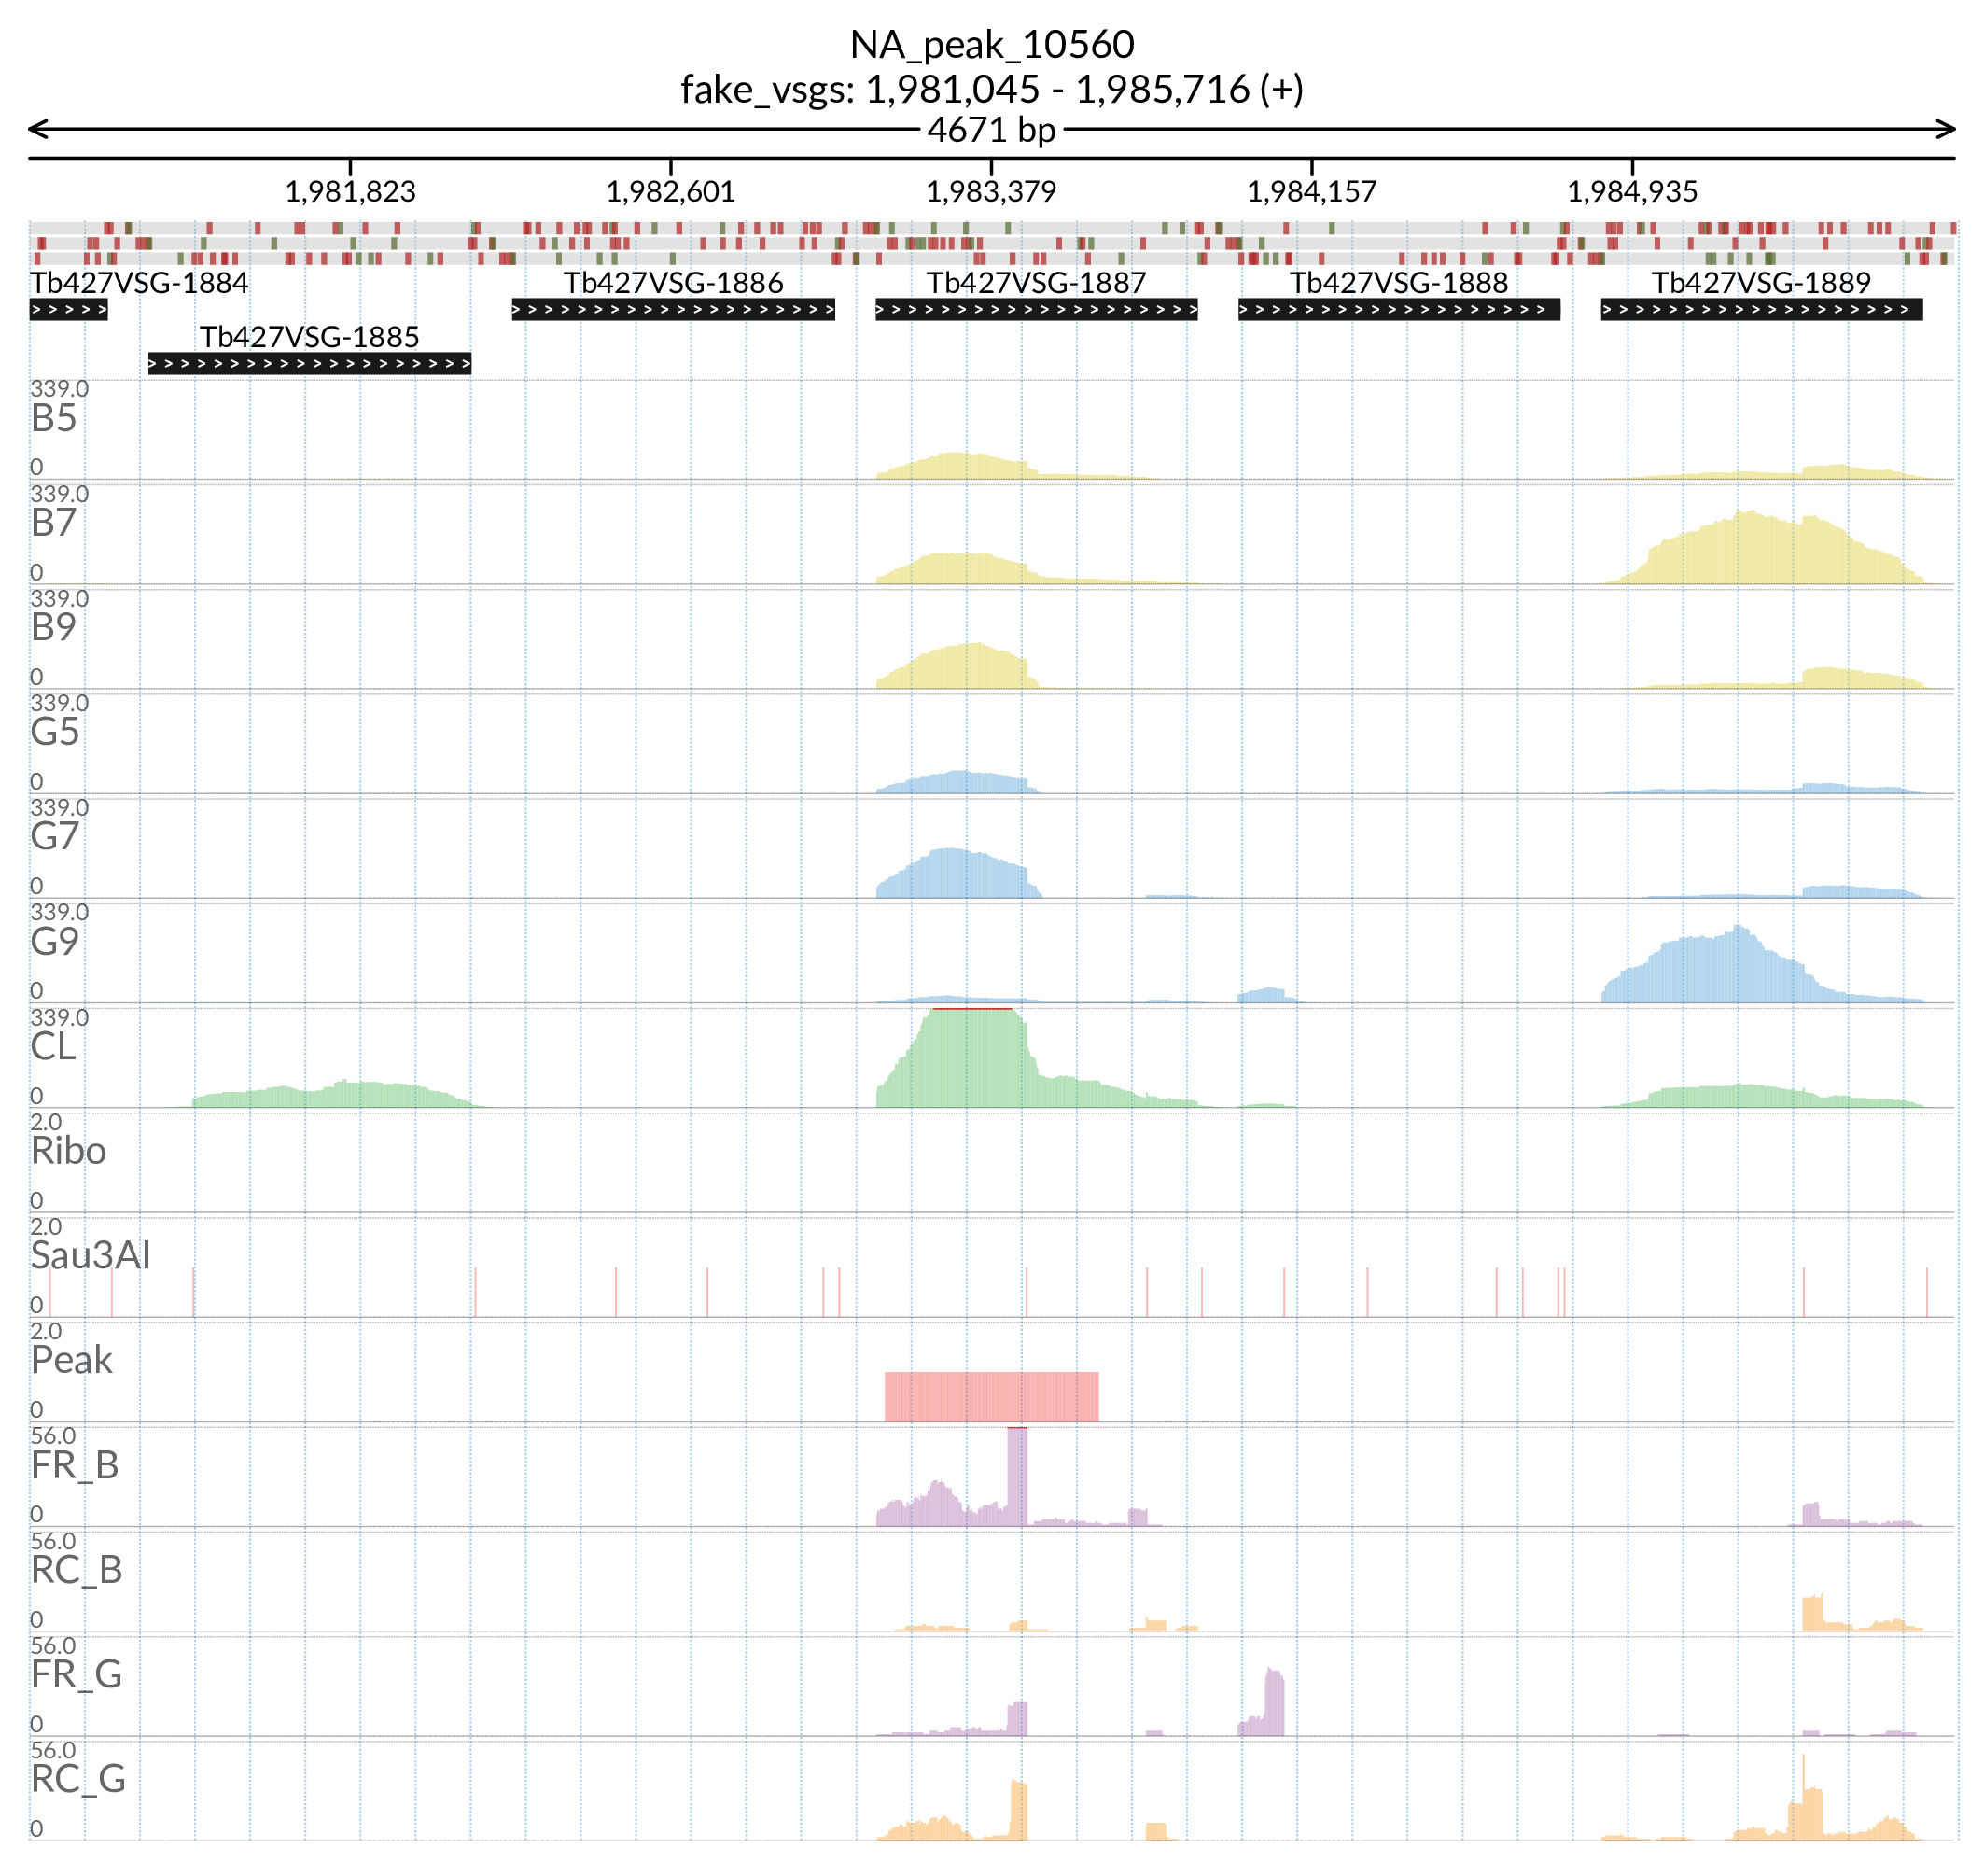 NA_peak_10560
fake_vsgs: 1,981,045 - 1,985,716 (+)
4671 bp
1,981,823 1,982,601 1,983,379 1,984,157 1,984,935
Tb427VSG-1884 Tb427VSG-1886 Tb427VSG-1887 Tb427VSG-1888 Tb427VSG-1889
Tb427VSG-1885
339.0
B5
0
339.0
B7
0
339.0
B9
0
339.0
G5
0
339.0
G7
0
339.0
G9
0
339.0
CL
0
2.0
Ribo
0
2.0
Sau3AI
0
2.0
Peak
0
56.0
FR_B
0
56.0
RC_B
0
56.0
FR_G
0
56.0
RC_G
0